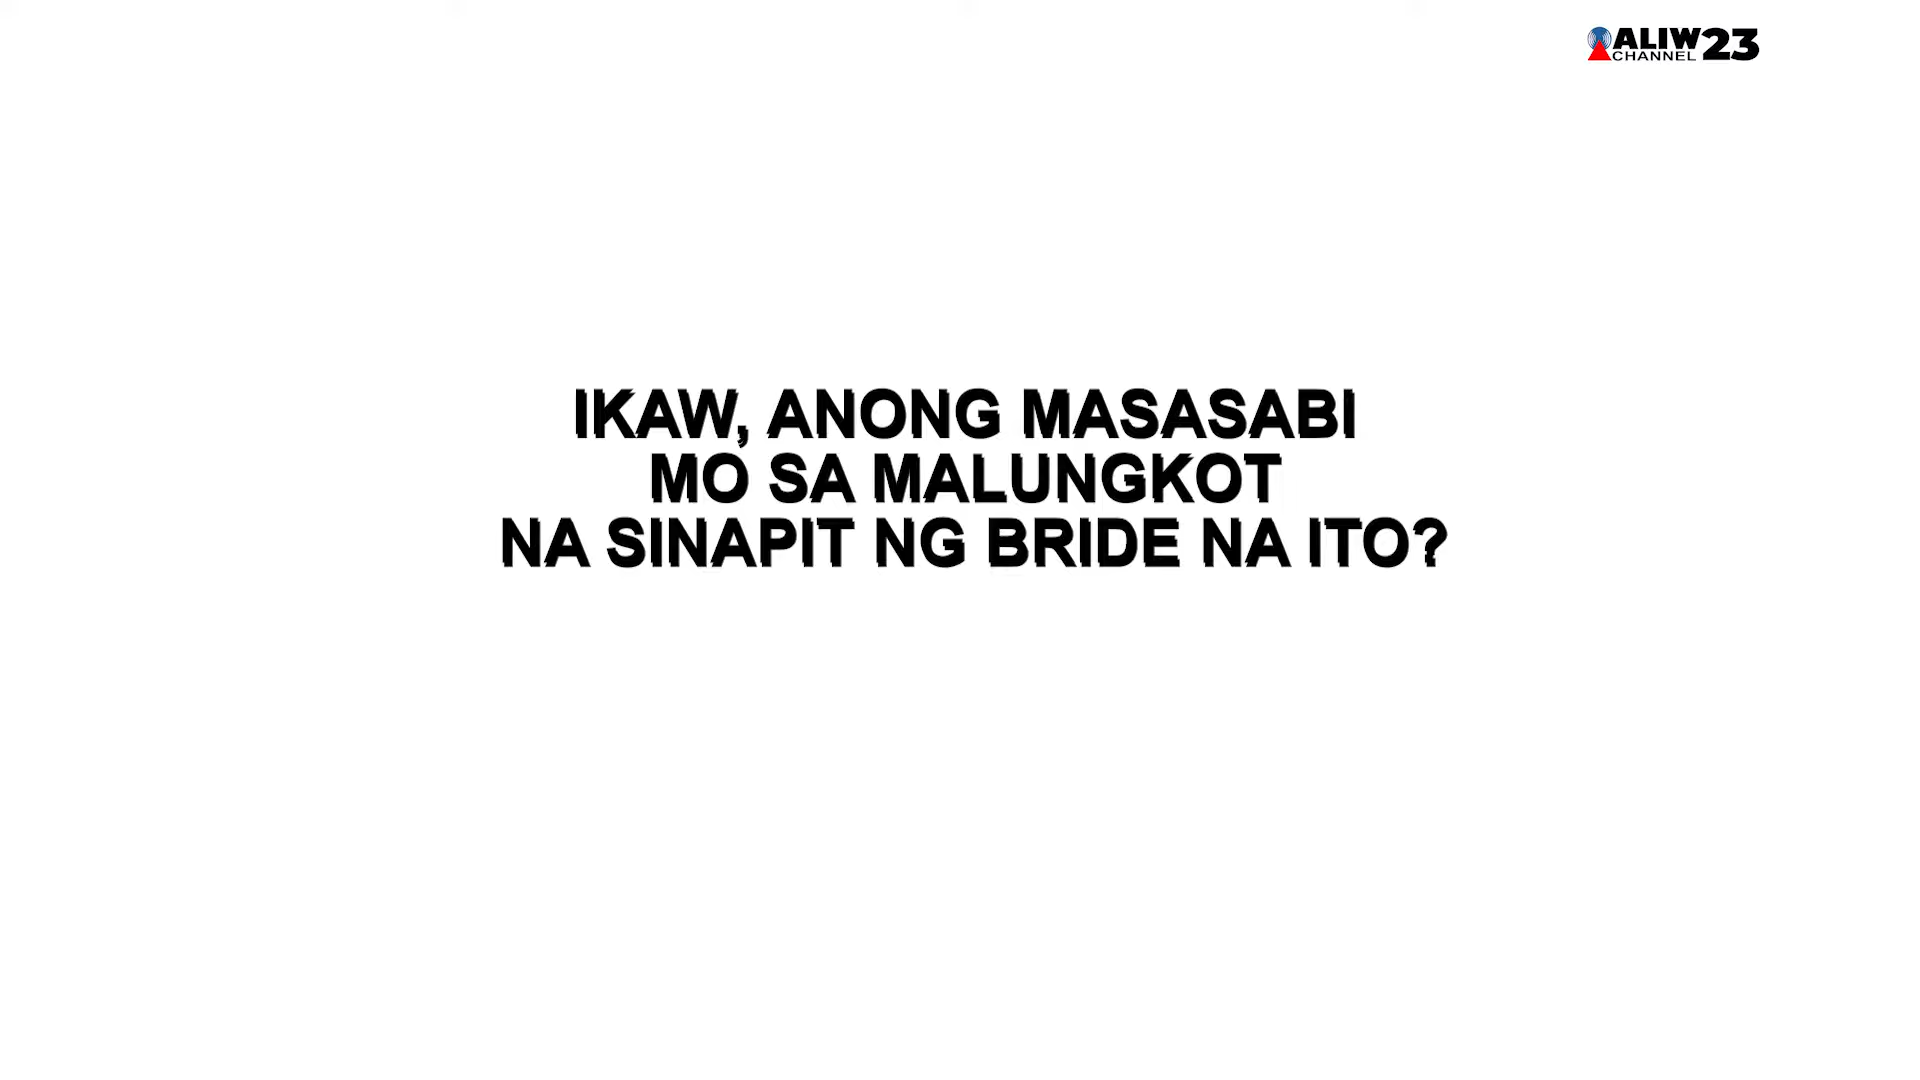 ALIW 23
CHANNEL
IKAW, ANONG MASASABI
MO SA MALUNGKOT
NA SINAPIT NG BRIDE NA ITO?